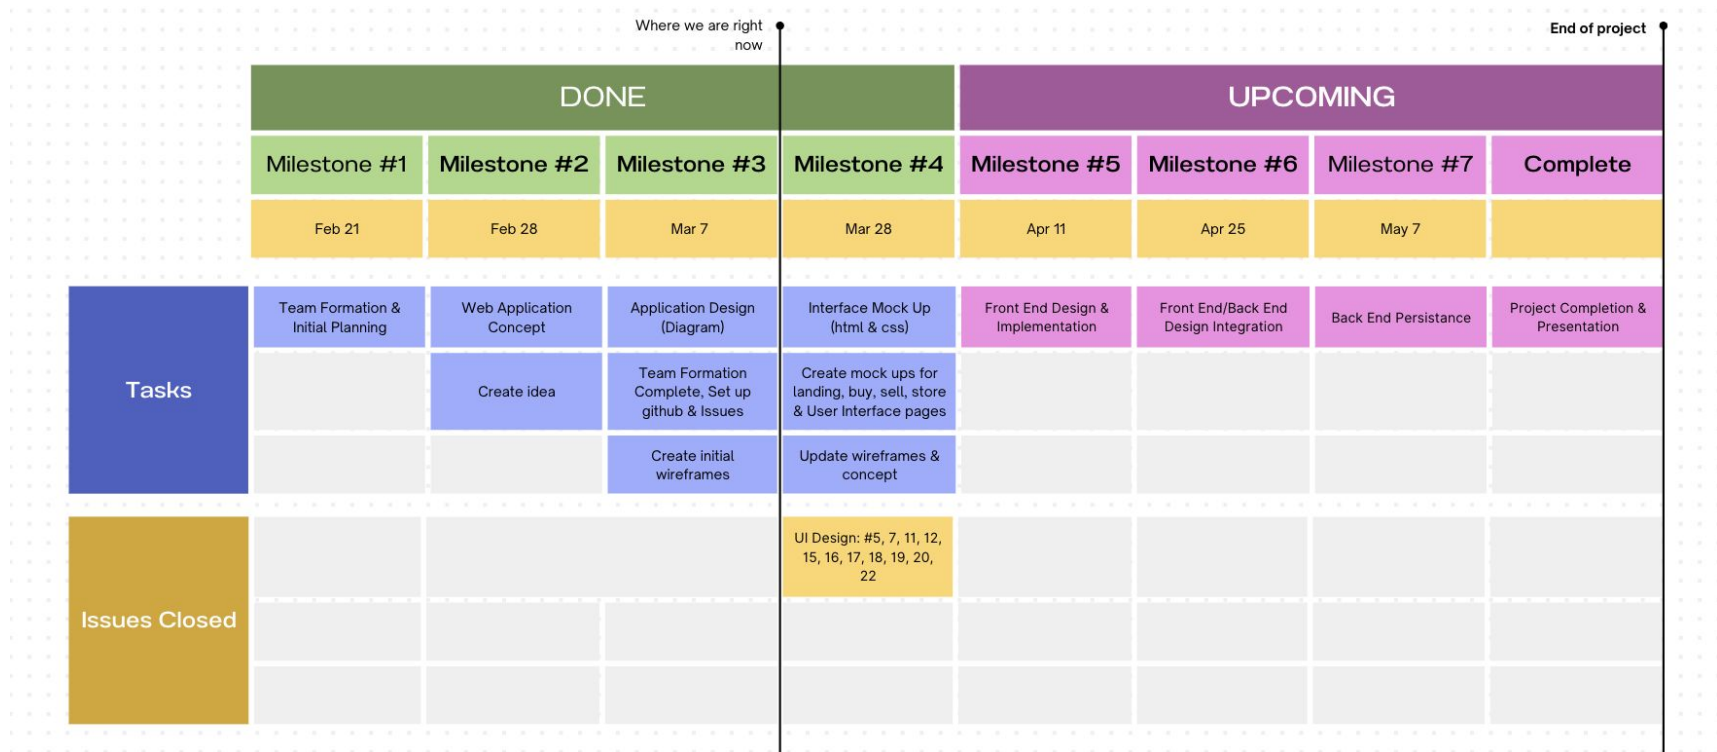 Where we are right
now
End of project
DONE
UPCOMING
Milestone #1
Milestone #2
Milestone #3
Milestone #4
Milestone #5
Milestone #6
Milestone #7
Complete
Feb 21
Feb 28
Mar 7
Mar 28
Apr 11
Apr 25
May 7
Tasks
Team Formation &
Initial Planning
Web Application
Concept
Application Design
(Diagram)
Interface Mock Up
(html & css)
Front End Design &
Implementation
Front End/Back End
Design Integration
Back End Persistance
Project Completion &
Presentation
Create idea
Team Formation
Complete, Set up
github & Issues
Create mock ups for
landing, buy, sell, store
& User Interface pages
Create initial
wireframes
Update wireframes &
concept
Issues Closed
UI Design: #5, 7, 11, 12,
15, 16, 17, 18, 19, 20,
22